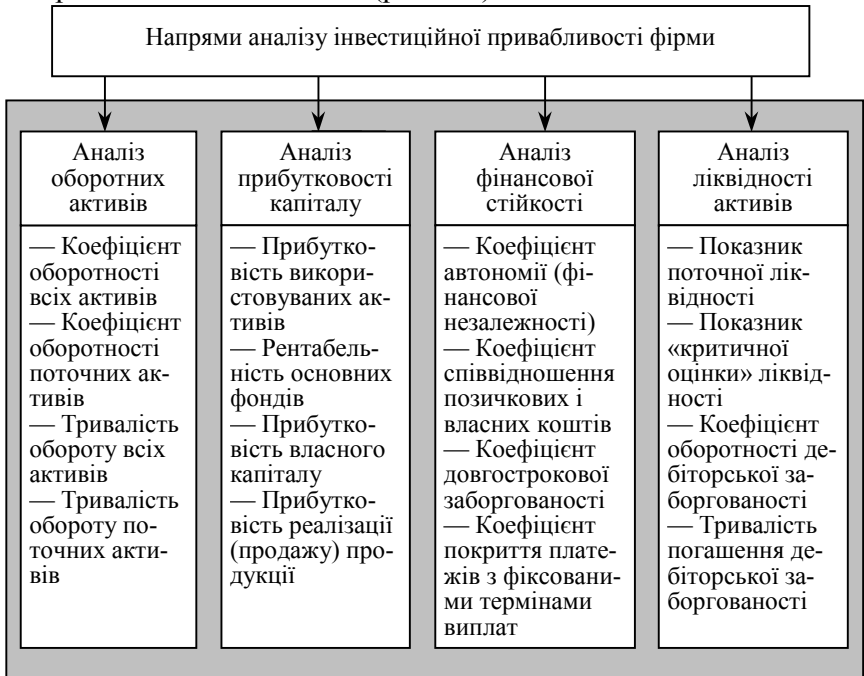 Напрями аналізу інвестиційної привабливості фірми
Аналіз
оборотних
активів
— Коефіцієнт
оборотності
всіх активів
— Коефіцієнт
оборотності
поточних ак-
тивів
— Тривалість
обороту всіх
активів
— Тривалість
обороту по-
точних акти-
вів
Аналіз
прибутковості
капіталу
— Прибутко-
вість викори-
стовуваних ак-
тивів
— Рентабель-
ність основних
фондів
— Прибутко-
вість власного
капіталу
— Прибутко-
вість реалізації
(продажу) про-
дукції
Аналіз
фінансової
стійкості
— Коефіцієнт
автономії (фі-
нансової
незалежності)
— Коефіцієнт
співвідношення
позичкових і
власних коштів
— Коефіцієнт
довгострокової
заборгованості
— Коефіцієнт
покриття плате-
жів з фіксовани-
ми термінами
виплат
Аналіз
ліквідності
активів
— Показник
поточної лік-
відності
— Показник
«критичної
оцінки» ліквід-
ності
— Коефіцієнт
оборотності де-
біторської за-
боргованості
— Тривалість
погашення де-
біторської за-
боргованості